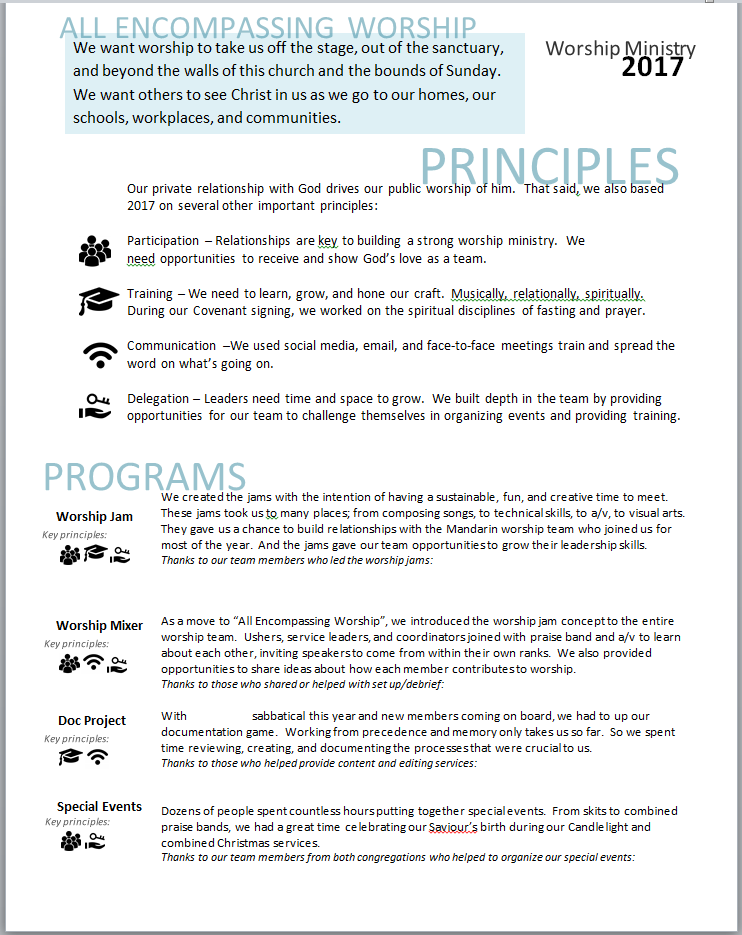 ALL ENCOMPASSING WORSHIP
We want worship to take us off the stage, out of the sanctuary,
and beyond the walls of this church and the bounds of Sunday.
We want others to see Christ in us as we go to our homes, our
schools, workplaces, and communities.
Worship Ministry
2017
PRINCIPLES
Our private relationship with God drives our public worship of him. That said, we also based
2017 on several other important principles:
Participation – Relationships are key to building a strong worship ministry. We
need opportunities to receive and show God's love as a team.
Training – We need to learn, grow, and hone our craft. Musically, relationally, spiritually.
During our Covenant signing, we worked on the spiritual disciplines of fasting and prayer.
Communication –We used social media, email, and face-to-face meetings train and spread the
word on what's going on.
Delegation – Leaders need time and space to grow. We built depth in the team by providing
opportunities for our team to challenge themselves in organizing events and providing training.
PROGRAMS
Worship Jam
Key principles:
We created the jams with the intention of having a sustainable, fun, and creative time to meet.
These jams took us to many places; from composing songs, to technical skills, to a/v, to visual arts.
They gave us a chance to build relationships with the Mandarin worship team who joined us for
most of the year. And the jams gave our team opportunities to grow their leadership skills.
Thanks to our team members who led the worship jams:
Worship Mixer
Key principles:
As a move to “All Encompassing Worship”, we introduced the worship jam concept to the entire
worship team. Ushers, service leaders, and coordinators joined with praise band and a/v to learn
about each other, inviting speakers to come from within their own ranks. We also provided
opportunities to share ideas about how each member contributes to worship.
Thanks to those who shared or helped with set up/debrief:
Doc Project
Key principles:
With sabbatical this year and new members coming on board, we had to up our
documentation game. Working from precedence and memory only takes us so far. So we spent
time reviewing, creating, and documenting the processes that were crucial to us.
Thanks to those who helped provide content and editing services:
Special Events
Key principles:
Dozens of people spent countless hours putting together special events. From skits to combined
praise bands, we had a great time celebrating our Saviour's birth during our Candlelight and
combined Christmas services.
Thanks to our team members from both congregations who helped to organize our special events: